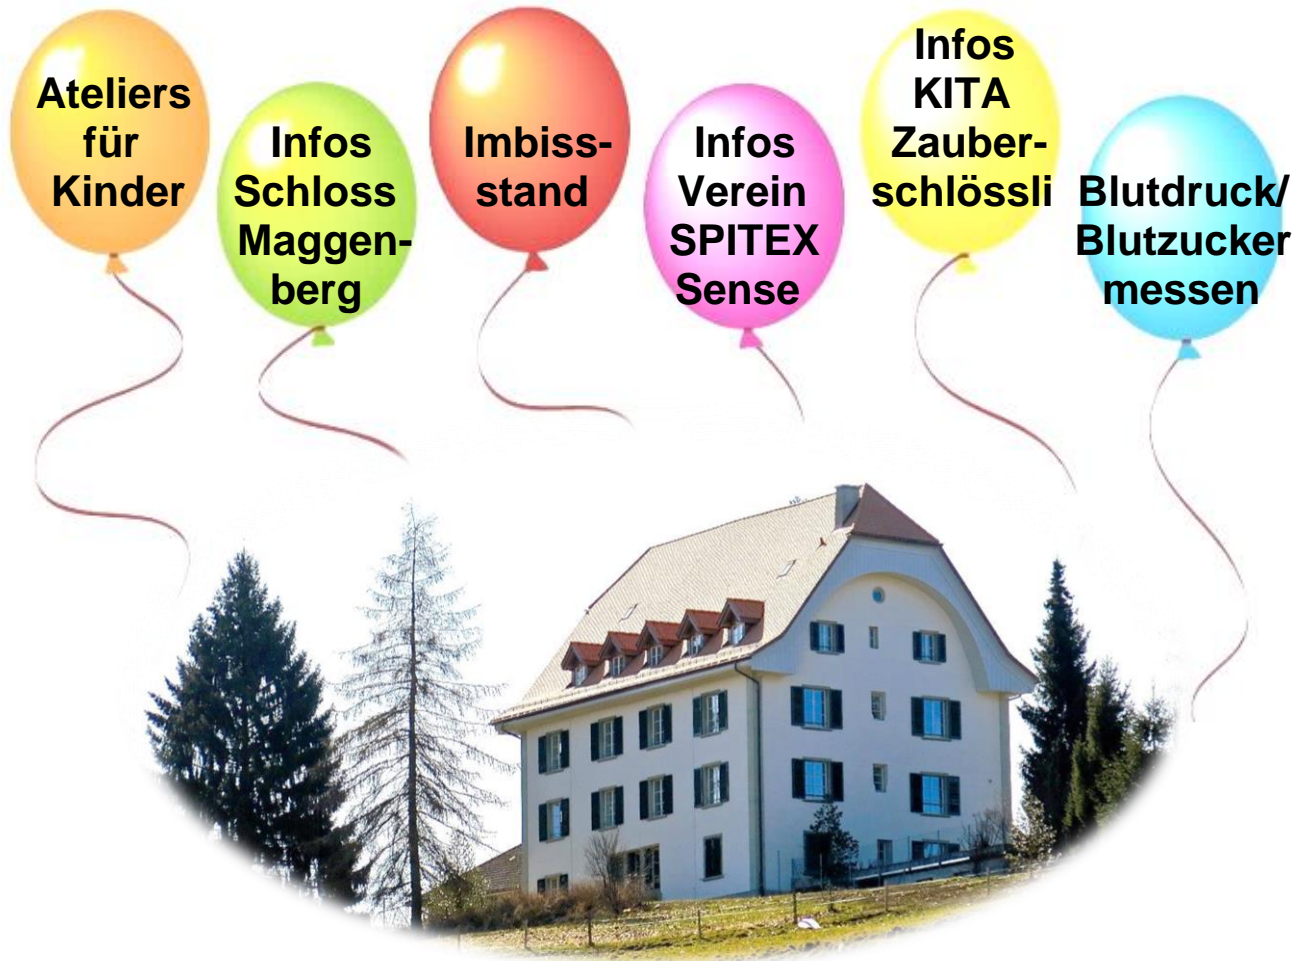 Ateliers
für
Kinder
Infos
Schloss
Maggen-
berg
Imbiss-
stand
Infos
Verein
SPITEX
Sense
Infos
KITA
Zauber-
schlössli
Blutdruck/
Blutzucker
messen